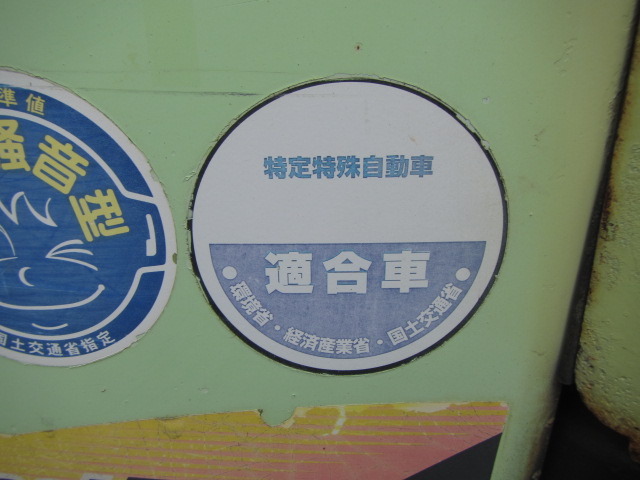 準値
騒音型
国土交通省指定
特定特殊自動車
適合車
・環境省・経済産業省・国土交通省・